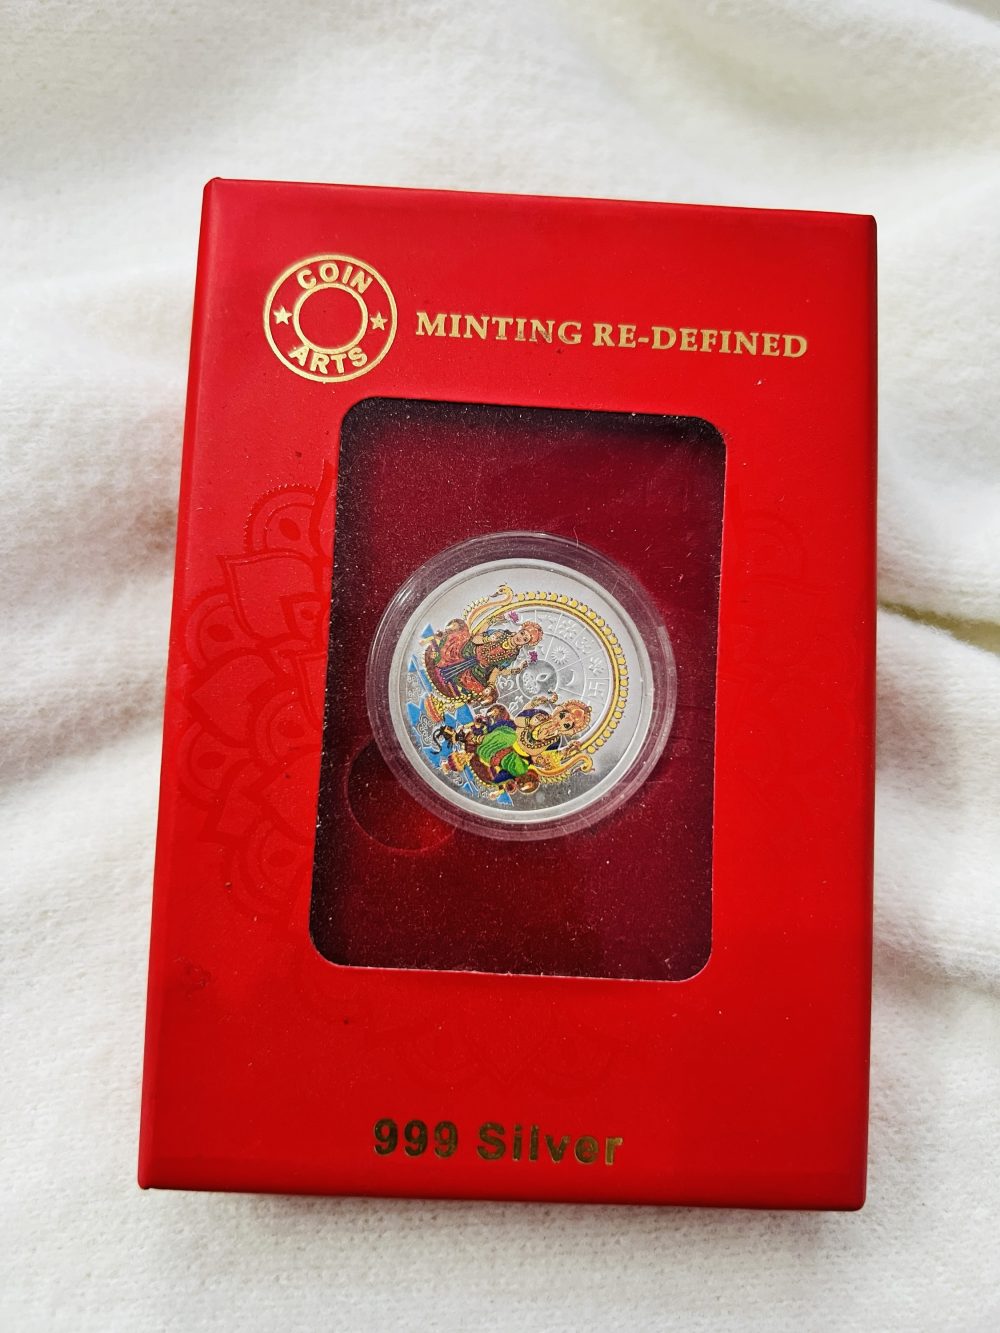 COIN
ARTS
MINTING RE-DEFINED
999 Silver